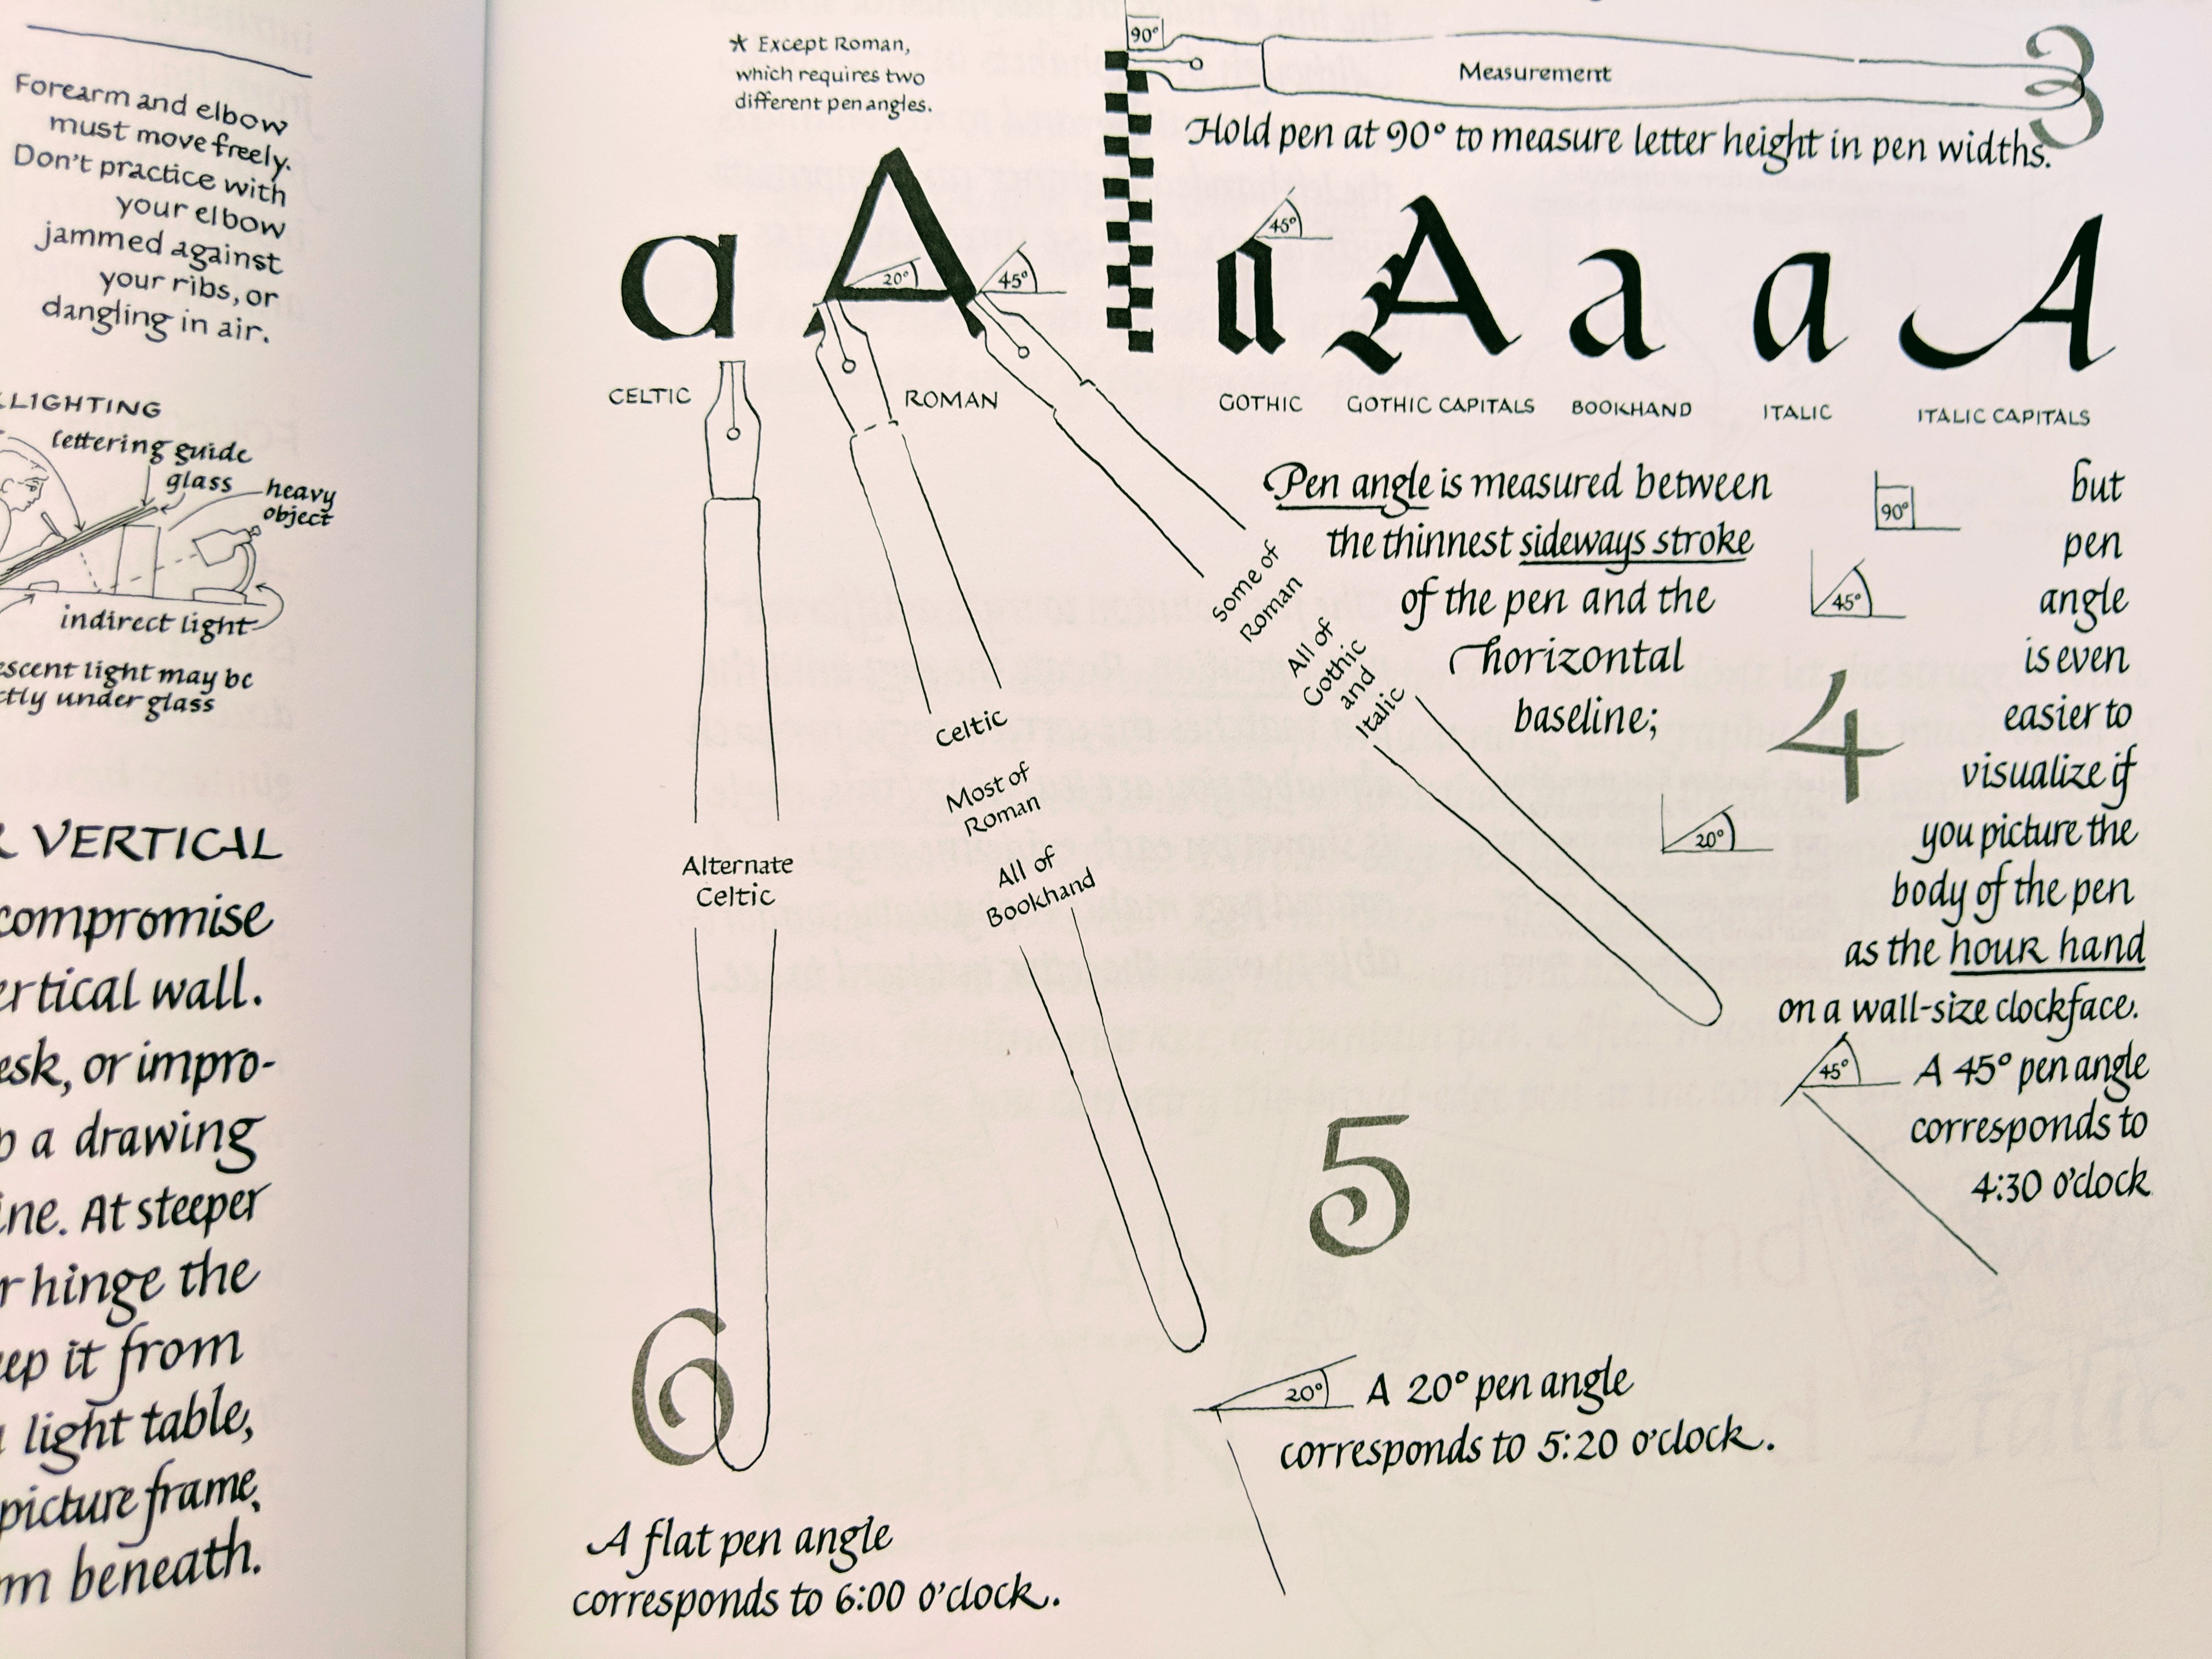 Forearm and elbow
must move freely.
Don't practice with
your elbow
jammed against
your ribs, or
dangling in air.
LIGHTING
lettering guide
glass
heavy
object
indirect light
light may be
under glass
VERTICAL
compromise
wall.
or impro-
a drawing
At steeper
hinge the
it from
light table,
picture frame,
beneath.
* Except Roman,
which requires two
different pen angles.
90°
Measurement
3
Hold pen at 90° to measure letter height in pen widths.
a A a A a a A
20°
45°
45°
CELTIC
ROMAN
GOTHIC
GOTHIC CAPITALS
BOOKHAND
ITALIC
ITALIC CAPITALS
Pen angle is measured between
the thinnest sideways stroke
of the pen and the
horizontal
baseline;
90°
45°
20°
4
but
pen
angle
is even
easier to
visualize if
you picture the
body of the pen
as the hour hand
on a wall-size clockface.
Some of
Roman
All of
Gothic
and
Italic
Celtic
Most of
Roman
All of
Bookhand
Alternate
Celtic
45°
A 45° pen angle
corresponds to
4:30 o'clock
5
20°
A 20° pen angle
corresponds to 5:20 o'clock.
6
A flat pen angle
corresponds to 6:00 o'clock.